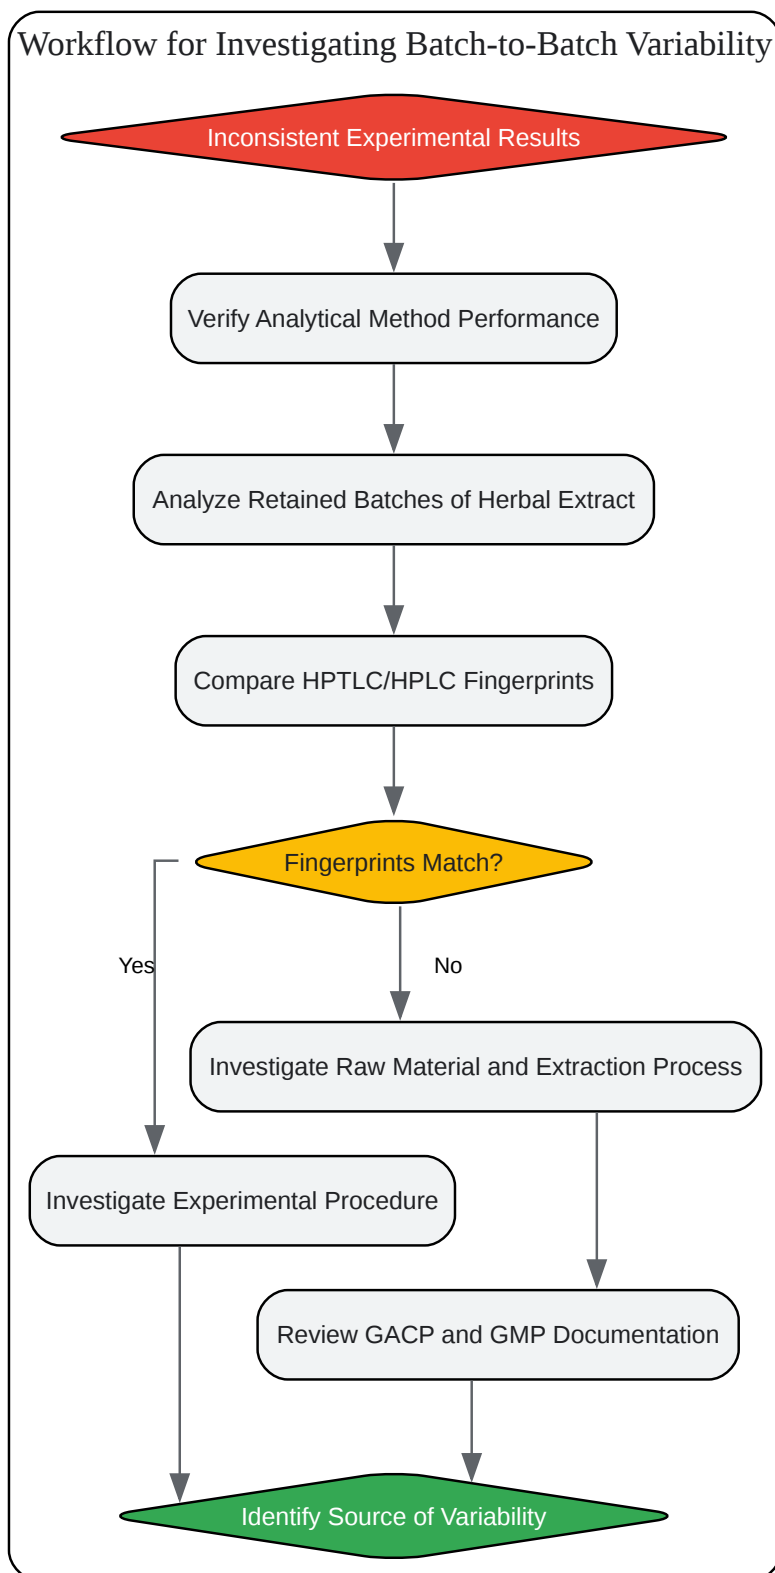 Workflow for Investigating Batch-to-Batch Variability
Inconsistent Experimental Results
Verify Analytical Method Performance
Analyze Retained Batches of Herbal Extract
Compare HPTLC/HPLC Fingerprints
Fingerprints Match?
Yes
No
Investigate Raw Material and Extraction Process
Investigate Experimental Procedure
Review GACP and GMP Documentation
Identify Source of Variability